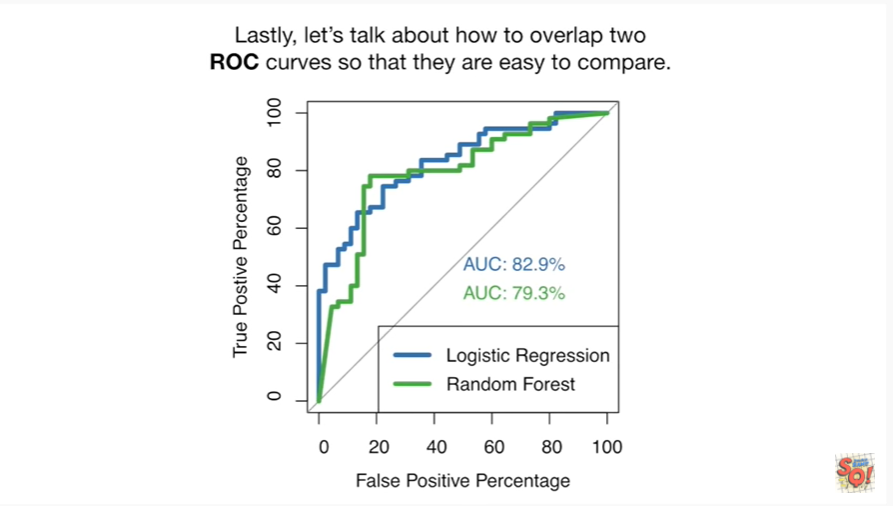 Lastly, let's talk about how to overlap two
ROC curves so that they are easy to compare.
True Postive Percentage
100
80
60
40
20
0
AUC: 82.9%
AUC: 79.3%
Logistic Regression
Random Forest
0 20 40 60 80 100
False Positive Percentage
SQ!